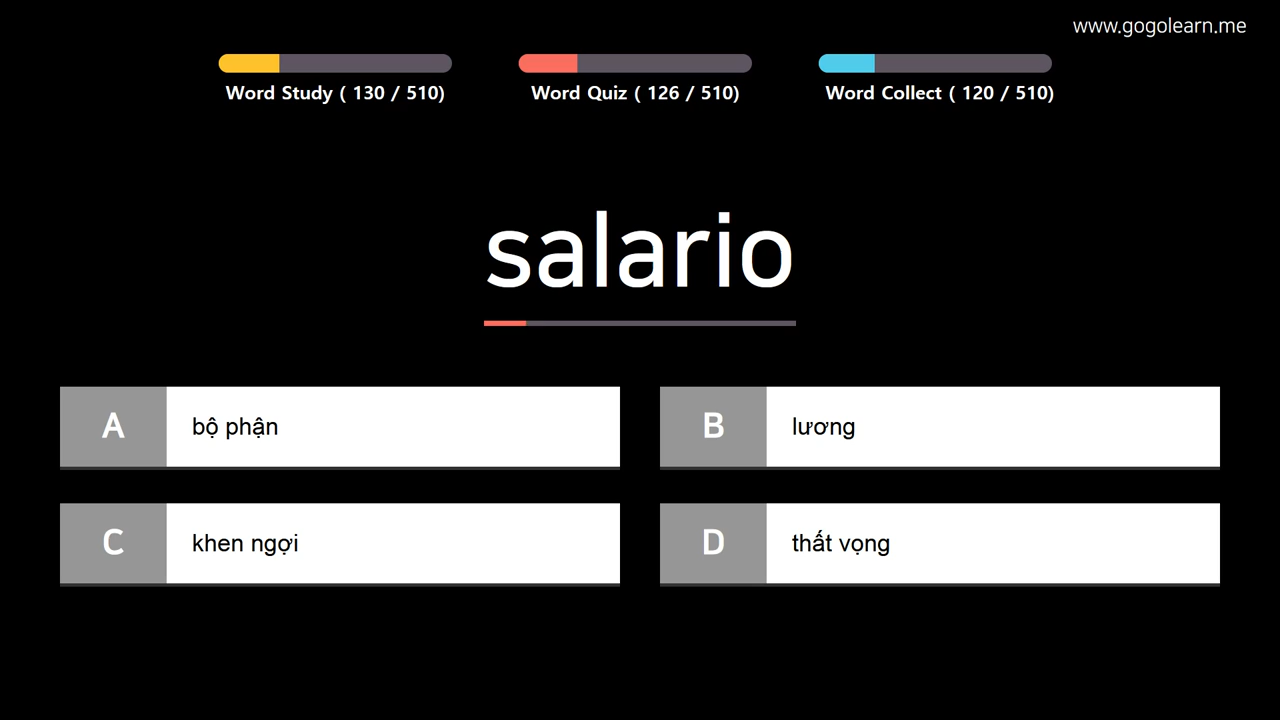 www.gogolearn.me
Word Study ( 130 / 510)
Word Quiz ( 126 / 510)
Word Collect ( 120 / 510)
salario
A bộ phận
B lương
C khen ngợi
D thất vọng